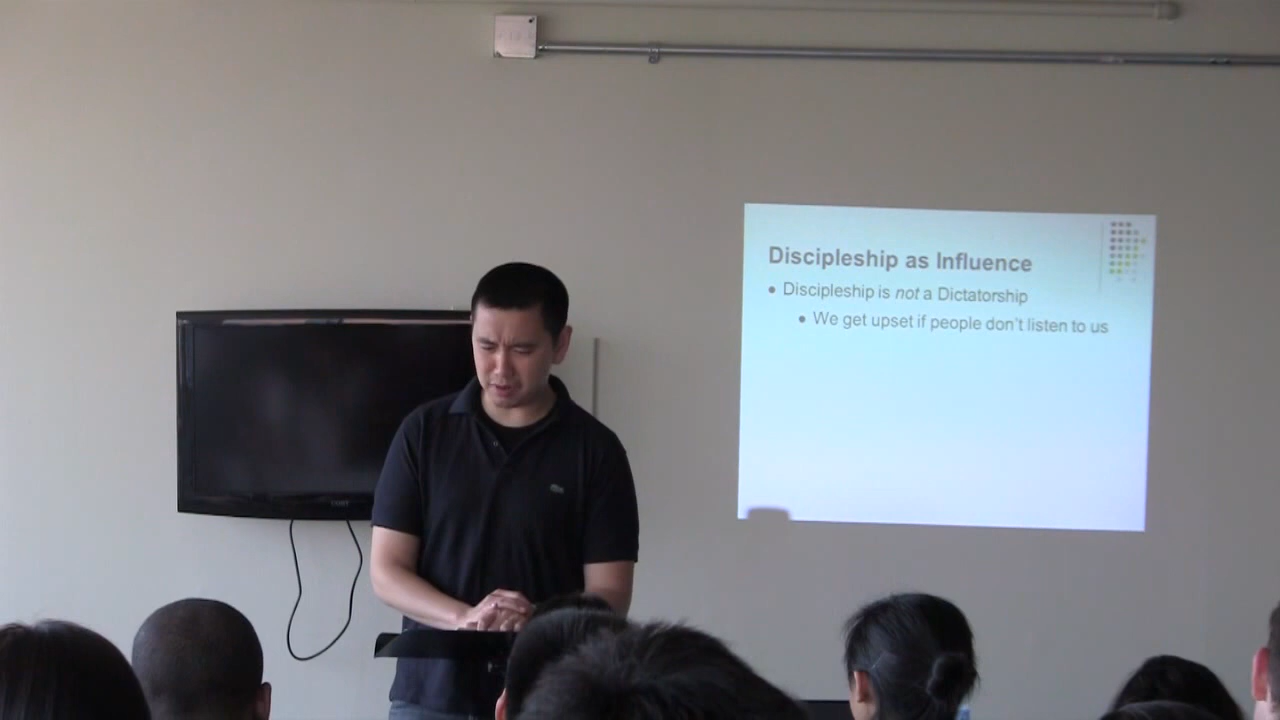 Discipleship as Influence
Discipleship is not a Dictatorship
We get upset if people don't listen to us